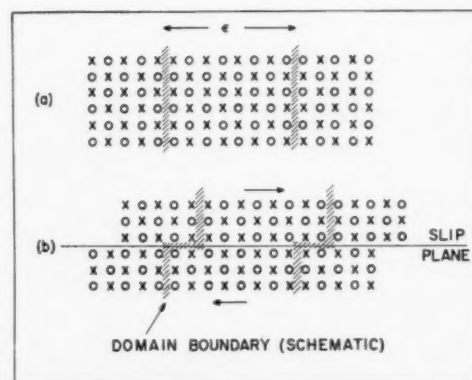 ε
(a)
(b)
SLIP
PLANE
DOMAIN BOUNDARY (SCHEMATIC)